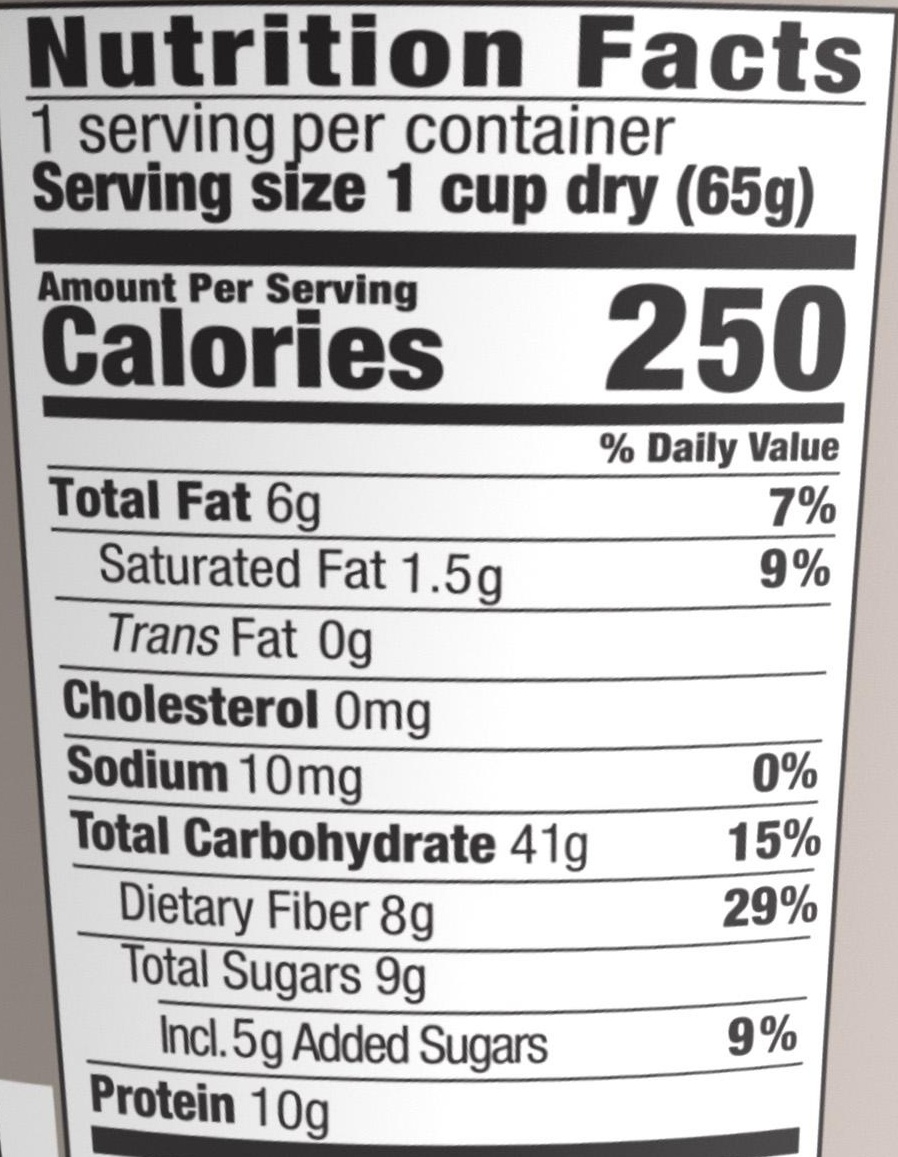 Nutrition Facts
1 serving per container
Serving size 1 cup dry (65g)
Amount Per Serving
Calories 250
% Daily Value
Total Fat 6g 7%
Saturated Fat 1.5g 9%
Trans Fat 0g
Cholesterol 0mg
Sodium 10mg 0%
Total Carbohydrate 41g 15%
Dietary Fiber 8g 29%
Total Sugars 9g
Incl. 5g Added Sugars 9%
Protein 10g